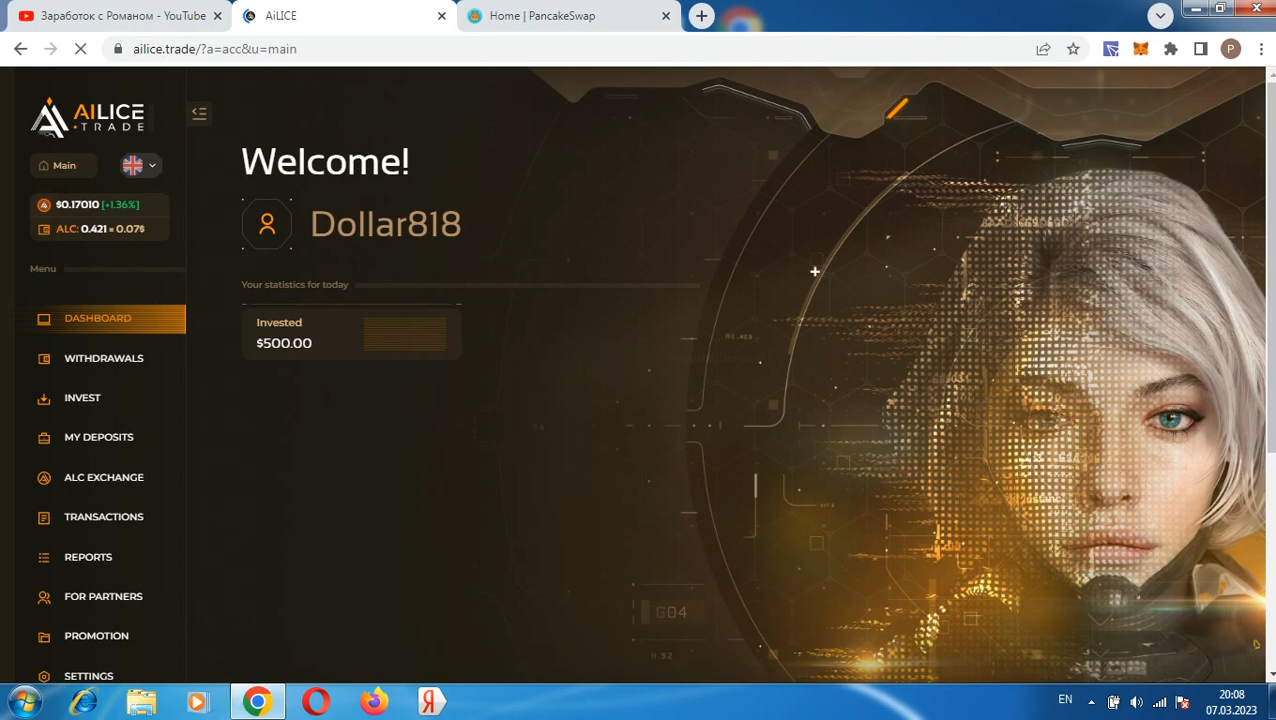 Заработок с Романом - YouTube
AiLICE
Home | PancakeSwap
ailice.trade/?a=acc&u=main
P
AILICE
TRADE
Main
$0.17010 [+1.36%]
ALC: 0.421 = 0.07$
Menu
DASHBOARD
WITHDRAWALS
INVEST
MY DEPOSITS
ALC EXCHANGE
TRANSACTIONS
REPORTS
FOR PARTNERS
PROMOTION
SETTINGS
Welcome!
Dollar818
Your statistics for today
Invested
$500.00
G04
EN
20:08
07.03.2023